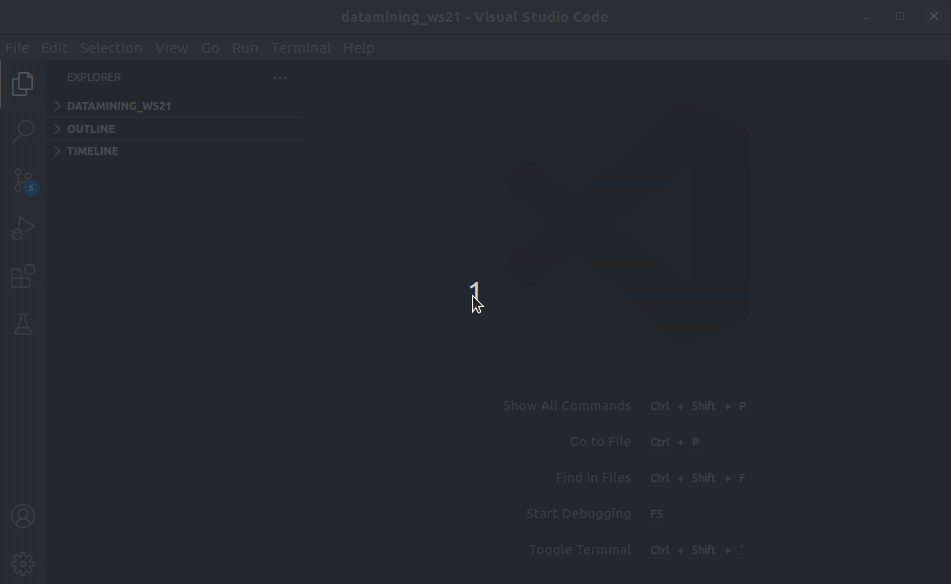 datamining_ws21 - Visual Studio Code
File Edit Selection View Go Run Terminal Help
EXPLORER ...
DATAMINING_WS21
OUTLINE
TIMELINE
5
1
Show All Commands Ctrl + Shift + P
Go to File Ctrl + P
Find in Files Ctrl + Shift + F
Start Debugging F5
Toggle Terminal Ctrl + Shift + `